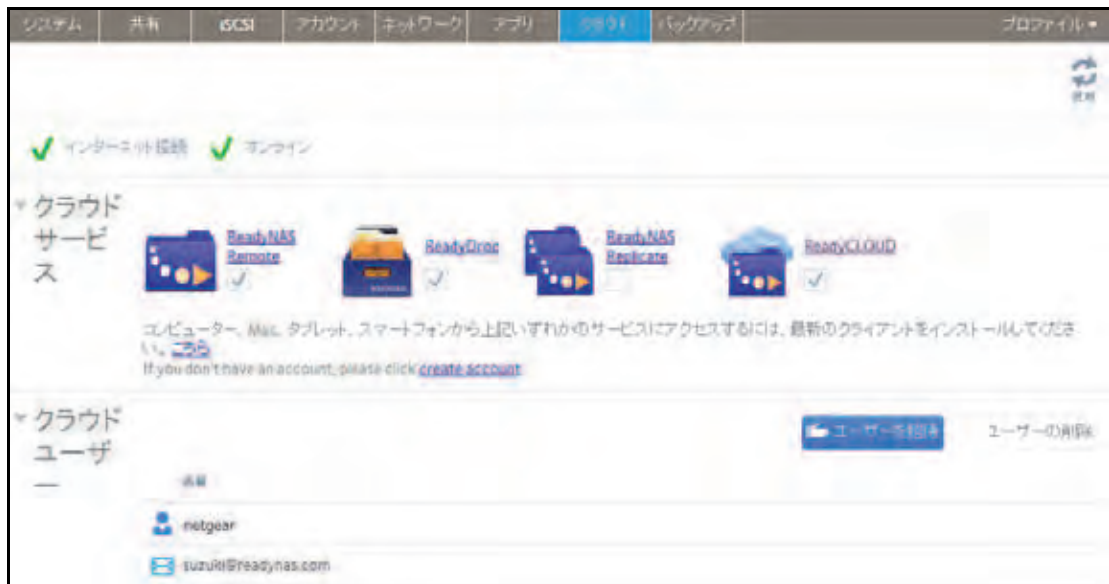 システム 共有 iSCSI アカウント ネットワーク アプリ クラウド バックアップ プロファイル
更新
インターネット接続 オンライン
クラウド
サービ
ス
ReadyNAS
Remote
ReadyDrop
ReadyNAS
Replicate
ReadyCLOUD
コンピューター、Mac、タブレット、スマートフォンから上記いずれかのサービスにアクセスするには、最新のクライアントをインストールしてくださ
い。こちら
If you don't have an account, please click create account
クラウド
ユーザ
ー
ユーザーを招待 ユーザーの削除
名前
netgear
suzuki@readynas.com